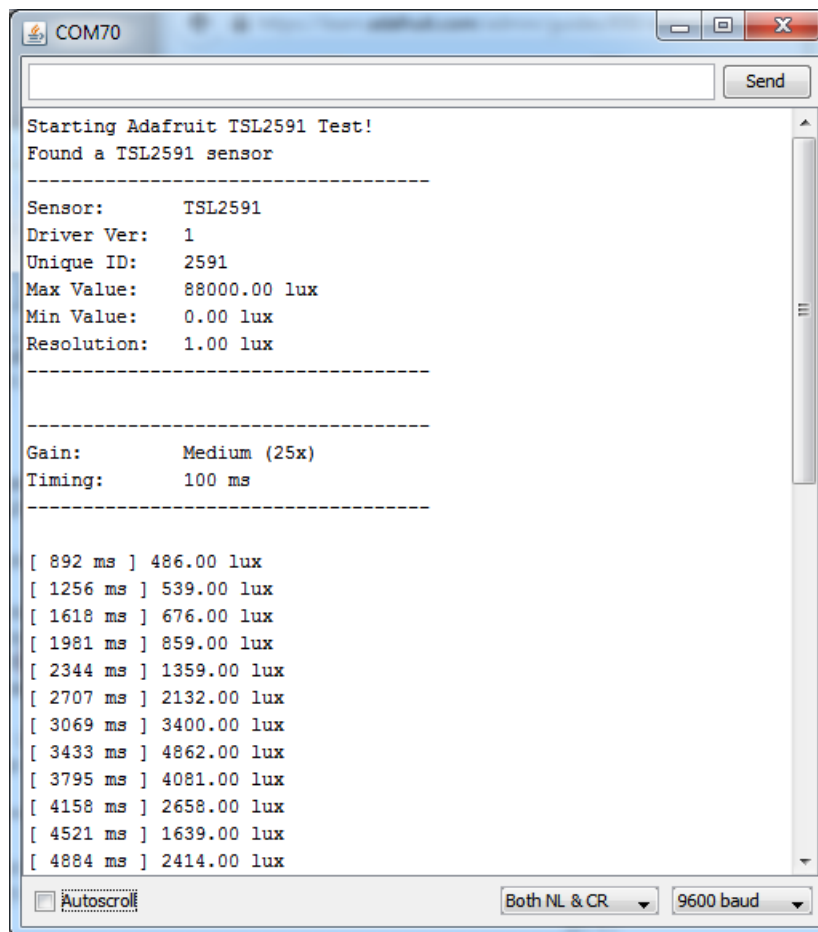 COM70
Send
Starting Adafruit TSL2591 Test!
Found a TSL2591 sensor
------------------------------------
Sensor:       TSL2591
Driver Ver:   1
Unique ID:    2591
Max Value:    88000.00 lux
Min Value:    0.00 lux
Resolution:   1.00 lux
------------------------------------
------------------------------------
Gain:         Medium (25x)
Timing:       100 ms
------------------------------------
[ 892 ms ] 486.00 lux
[ 1256 ms ] 539.00 lux
[ 1618 ms ] 676.00 lux
[ 1981 ms ] 859.00 lux
[ 2344 ms ] 1359.00 lux
[ 2707 ms ] 2132.00 lux
[ 3069 ms ] 3400.00 lux
[ 3433 ms ] 4862.00 lux
[ 3795 ms ] 4081.00 lux
[ 4158 ms ] 2658.00 lux
[ 4521 ms ] 1639.00 lux
[ 4884 ms ] 2414.00 lux
Autoscroll Both NL & CR 9600 baud